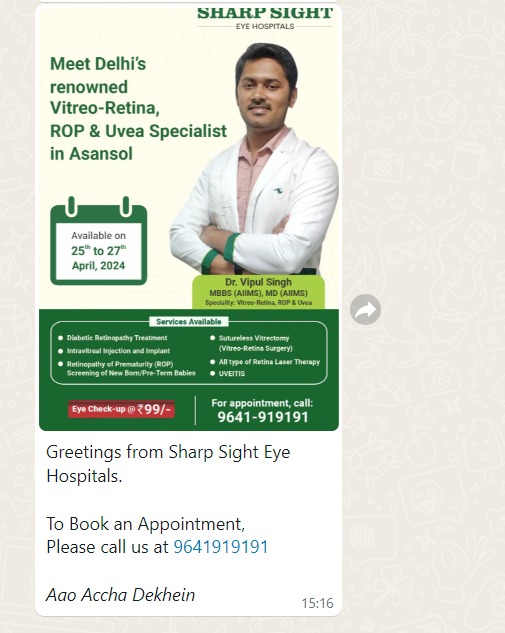 SHARP SIGHT
EYE HOSPITALS
Meet Delhi's
renowned
Vitreo-Retina,
ROP & Uvea Specialist
in Asansol
Available on
25th to 27th
April, 2024
Dr. Vipul Singh
MBBS (AIIMS), MD (AIIMS)
Speciality: Vitreo-Retina, ROP & Uvea
Services Available
Diabetic Retinopathy Treatment
Intravitreal Injection and Implant
Retinopathy of Prematurity (ROP)
Screening of New Born/Pre-Term Babies
Sutureless Vitrectomy
(Vitreo-Retina Surgery)
All type of Retina Laser Therapy
UVEITIS
Eye Check-up @ ₹99/-
For appointment, call:
9641-919191
Greetings from Sharp Sight Eye
Hospitals.
To Book an Appointment,
Please call us at 9641919191
Aao Accha Dekhein
15:16